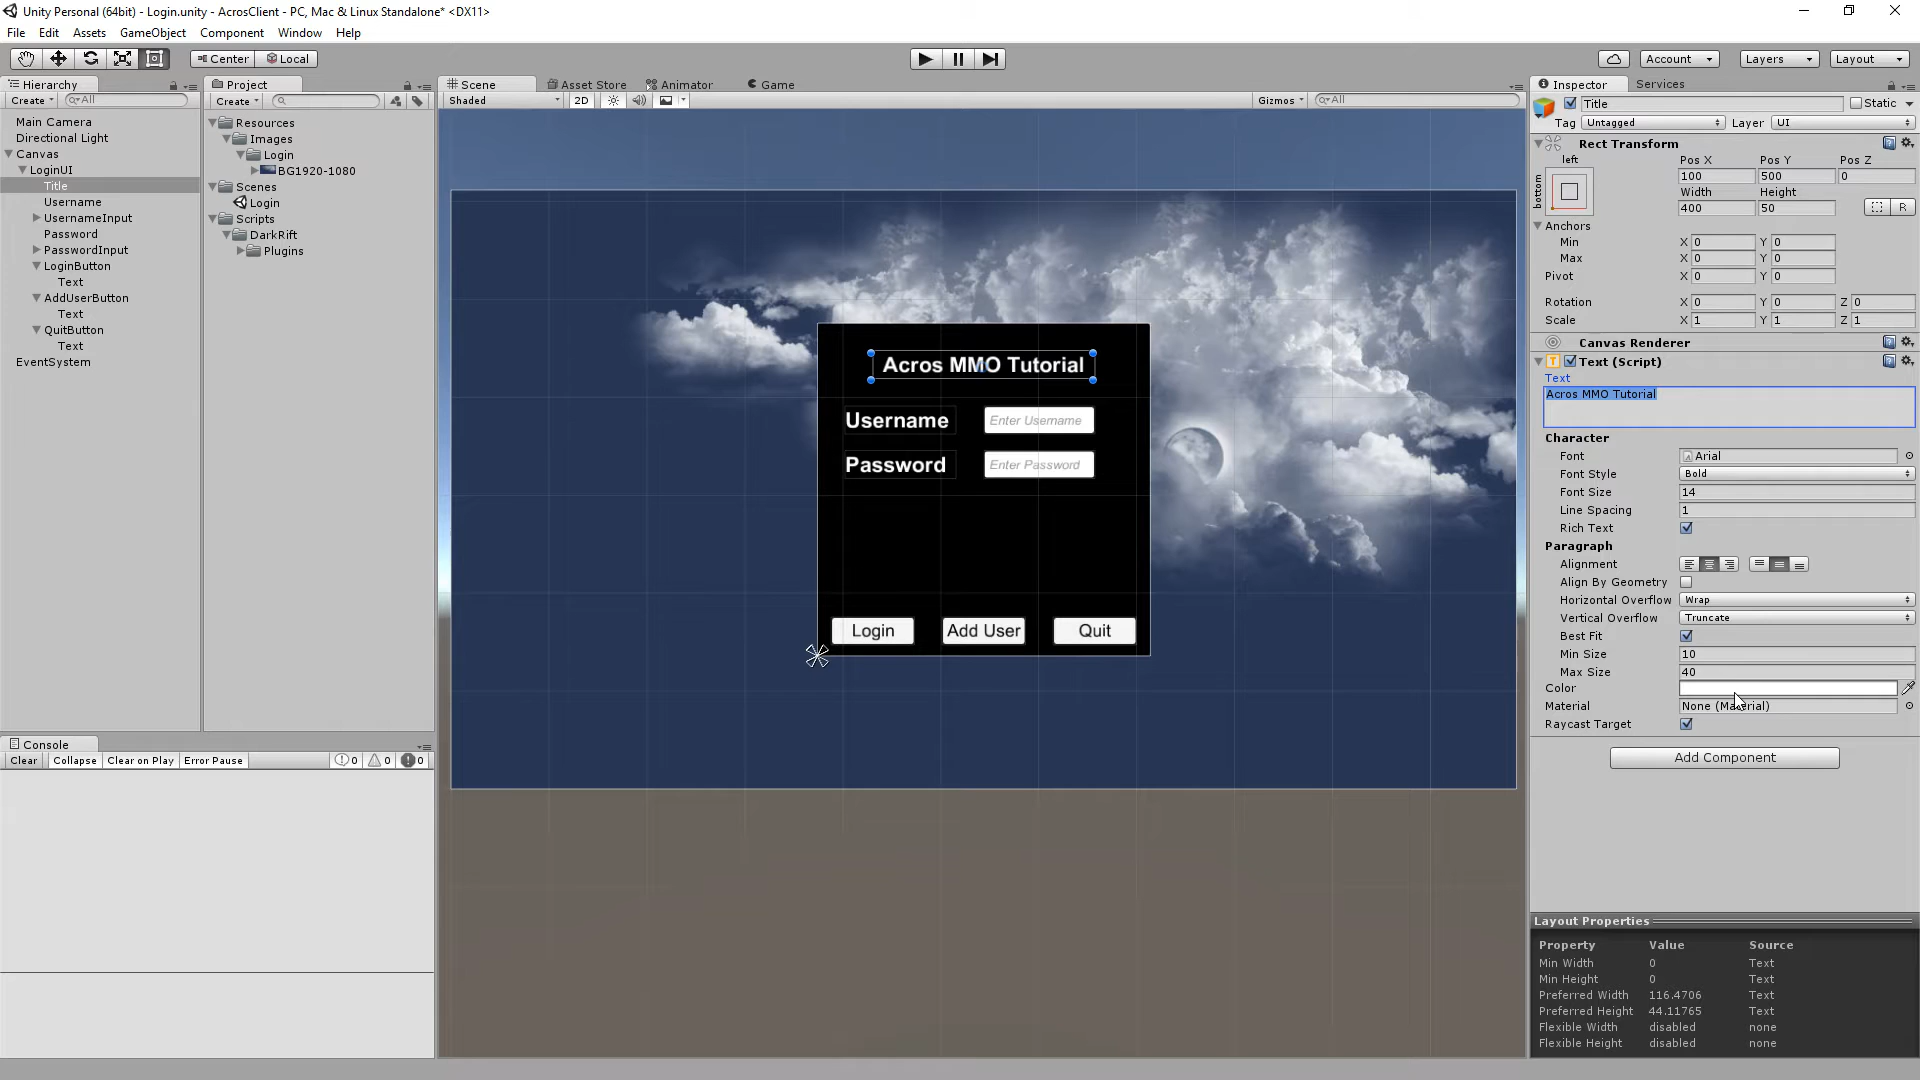 Unity Personal (64bit) - Login.unity - AcrosClient - PC, Mac & Linux Standalone* <DX11>
File Edit Assets GameObject Component Window Help
Center Local Account Layers Layout
Hierarchy
Create All
Main Camera
Directional Light
Canvas
LoginUI
Title
Username
UsernameInput
Password
PasswordInput
LoginButton
Text
AddUserButton
Text
QuitButton
Text
EventSystem
Project
Create
Resources
Images
Login
BG1920-1080
Scenes
Login
Scripts
DarkRift
Plugins
Console
Clear Collapse Clear on Play Error Pause 0 0 0
Scene Asset Store Animator Game
Shaded 2D Gizmos All
Acros MMO Tutorial
Username Enter Username
Password Enter Password
Login Add User Quit
Inspector Services
Title Static
Tag Untagged Layer UI
Rect Transform
left Pos X Pos Y Pos Z
bottom 100 500 0
Width Height
400 50 R
Anchors
Min X 0 Y 0
Max X 0 Y 0
Pivot X 0 Y 0
Rotation X 0 Y 0 Z 0
Scale X 1 Y 1 Z 1
Canvas Renderer
Text (Script)
Text
Acros MMO Tutorial
Character
Font Arial
Font Style Bold
Font Size 14
Line Spacing 1
Rich Text
Paragraph
Alignment
Align By Geometry
Horizontal Overflow Wrap
Vertical Overflow Truncate
Best Fit
Min Size 10
Max Size 40
Color
Material None (Material)
Raycast Target
Add Component
Layout Properties
Property Value Source
Min Width 0 Text
Min Height 0 Text
Preferred Width 116.4706 Text
Preferred Height 44.11765 Text
Flexible Width disabled none
Flexible Height disabled none